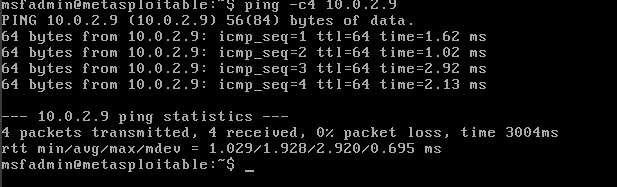 msfadmin@metasploitable:~$ ping -c4 10.0.2.9
PING 10.0.2.9 (10.0.2.9) 56(84) bytes of data.
64 bytes from 10.0.2.9: icmp_seq=1 ttl=64 time=1.62 ms
64 bytes from 10.0.2.9: icmp_seq=2 ttl=64 time=1.02 ms
64 bytes from 10.0.2.9: icmp_seq=3 ttl=64 time=2.92 ms
64 bytes from 10.0.2.9: icmp_seq=4 ttl=64 time=2.13 ms
--- 10.0.2.9 ping statistics ---
4 packets transmitted, 4 received, 0% packet loss, time 3004ms
rtt min/avg/max/mdev = 1.029/1.928/2.920/0.695 ms
msfadmin@metasploitable:~$ _